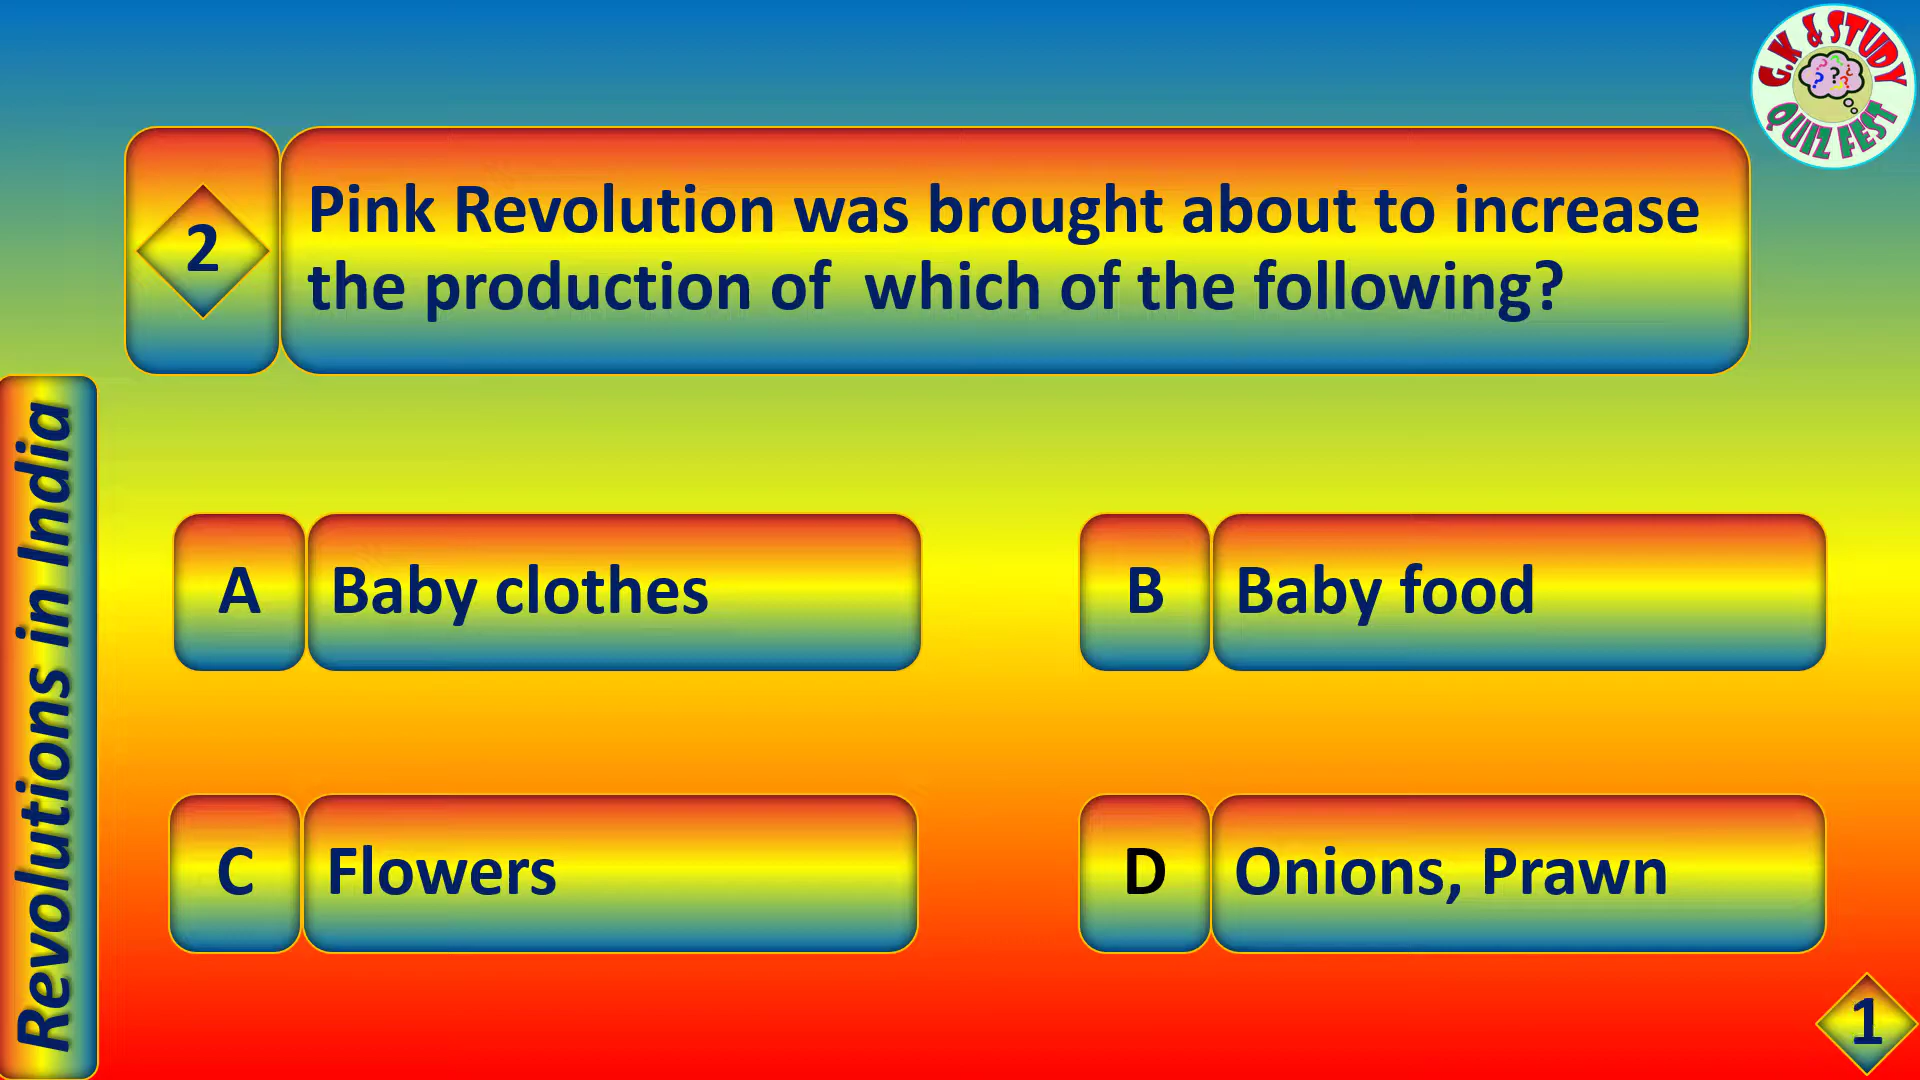 G.K & STUDY
QUIZ FEST
2
Pink Revolution was brought about to increase
the production of  which of the following?
Revolutions in India
A
Baby clothes
B
Baby food
C
Flowers
D
Onions, Prawn
1